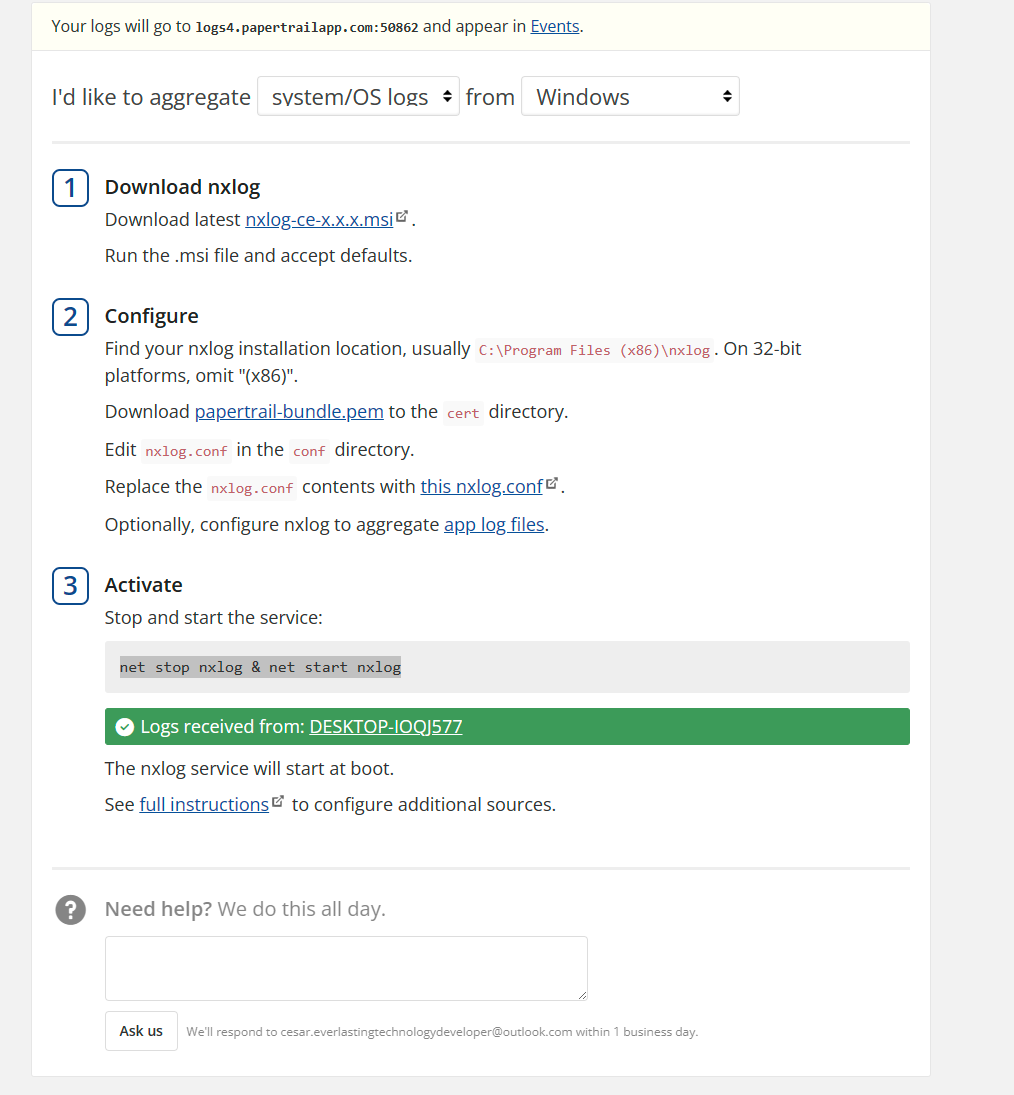 Your logs will go to logs4.papertrailapp.com:50862 and appear in Events.
I'd like to aggregate system/OS logs from Windows
1 Download nxlog
Download latest nxlog-ce-x.x.x.msi .
Run the .msi file and accept defaults.
2 Configure
Find your nxlog installation location, usually C:\Program Files (x86)\nxlog. On 32-bit
platforms, omit "(x86)".
Download papertrail-bundle.pem to the cert directory.
Edit nxlog.conf in the conf directory.
Replace the nxlog.conf contents with this nxlog.conf .
Optionally, configure nxlog to aggregate app log files.
3 Activate
Stop and start the service:
net stop nxlog & net start nxlog
Logs received from: DESKTOP-IOQJ577
The nxlog service will start at boot.
See full instructions to configure additional sources.
? Need help? We do this all day.
Ask us We'll respond to cesar.everlastingtechnologydeveloper@outlook.com within 1 business day.